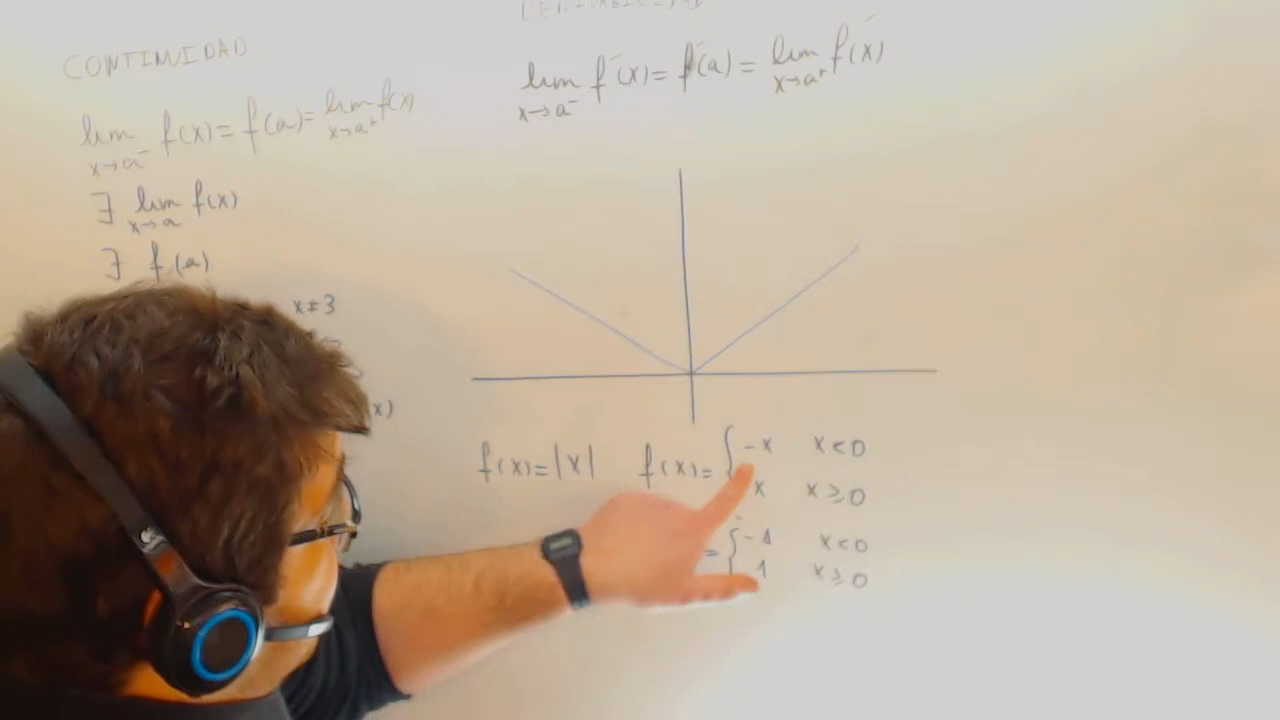 CONTINUIDAD
lim f(x) = f(a) = lim f(x)
x→a⁻ x→a⁺
∃ lim f(x)
x→a
∃ f(a)
x≠3
x)
lim f'(x) = f'(a) = lim f'(x)
x→a⁻ x→a⁺
f(x)=|x| f(x)= { -x x<0
x x≥0
= { -1 x<0
1 x≥0